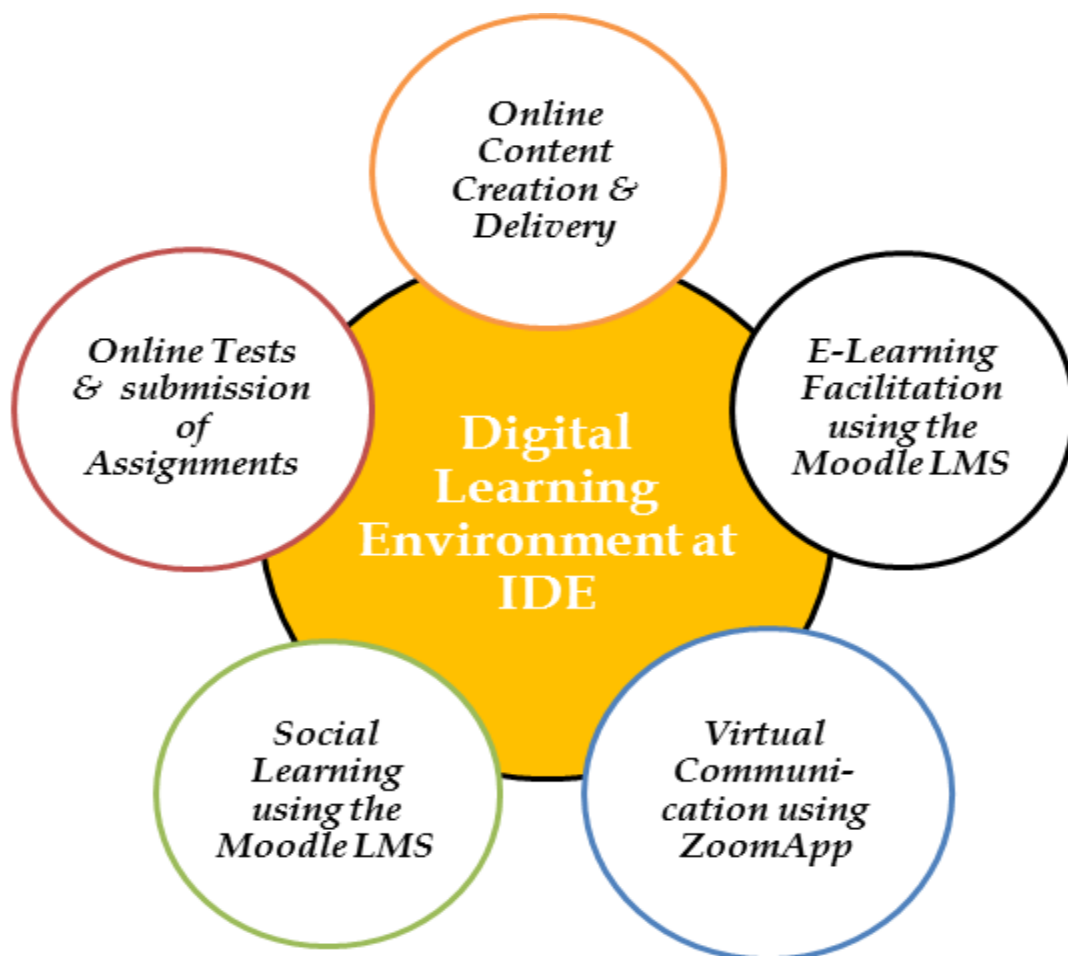 Online
Content
Creation &
Delivery
Online Tests
& submission
of
Assignments
E-Learning
Facilitation
using the
Moodle LMS
Digital
Learning
Environment at
IDE
Social
Learning
using the
Moodle LMS
Virtual
Communi-
cation using
ZoomApp